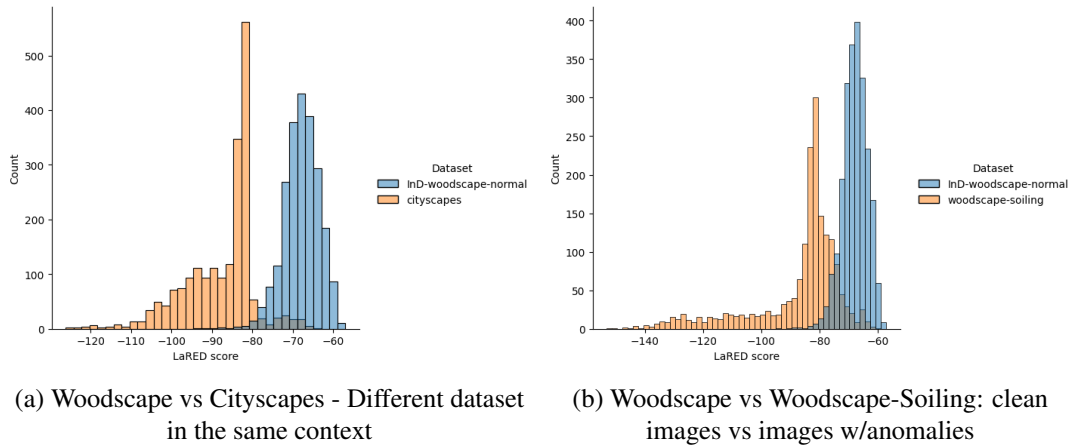 500
400
300
200
100
0
Count
−120
−110
−100
−90
−80
−70
−60
LaRED score
Dataset
InD-woodscape-normal
cityscapes
400
350
300
250
200
150
100
50
0
Count
−140
−120
−100
−80
−60
LaRED score
Dataset
InD-woodscape-normal
woodscape-soiling
(a) Woodscape vs Cityscapes - Different dataset
in the same context
(b) Woodscape vs Woodscape-Soiling: clean
images vs images w/anomalies